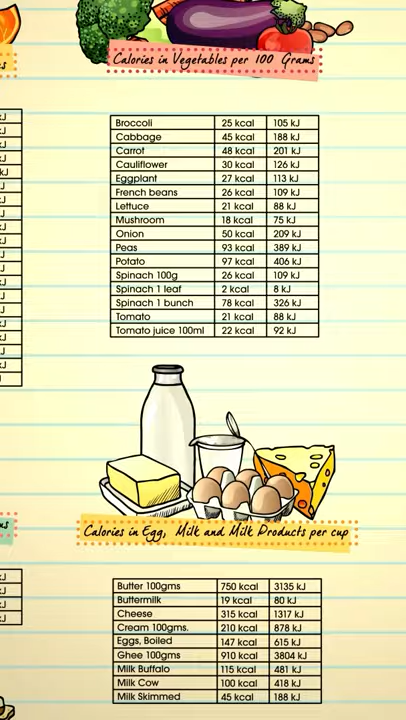 Calories in Vegetables per 100 Grams
Broccoli 25 kcal 105 kJ
Cabbage 45 kcal 188 kJ
Carrot 48 kcal 201 kJ
Cauliflower 30 kcal 126 kJ
Eggplant 27 kcal 113 kJ
French beans 26 kcal 109 kJ
Lettuce 21 kcal 88 kJ
Mushroom 18 kcal 75 kJ
Onion 50 kcal 209 kJ
Peas 93 kcal 389 kJ
Potato 97 kcal 406 kJ
Spinach 100g 26 kcal 109 kJ
Spinach 1 leaf 2 kcal 8 kJ
Spinach 1 bunch 78 kcal 326 kJ
Tomato 21 kcal 88 kJ
Tomato juice 100ml 22 kcal 92 kJ
Calories in Egg, Milk and Milk Products per cup
Butter 100gms 750 kcal 3135 kJ
Buttermilk 19 kcal 80 kJ
Cheese 315 kcal 1317 kJ
Cream 100gms. 210 kcal 878 kJ
Eggs, Boiled 147 kcal 615 kJ
Ghee 100gms 910 kcal 3804 kJ
Milk Buffalo 115 kcal 481 kJ
Milk Cow 100 kcal 418 kJ
Milk Skimmed 45 kcal 188 kJ